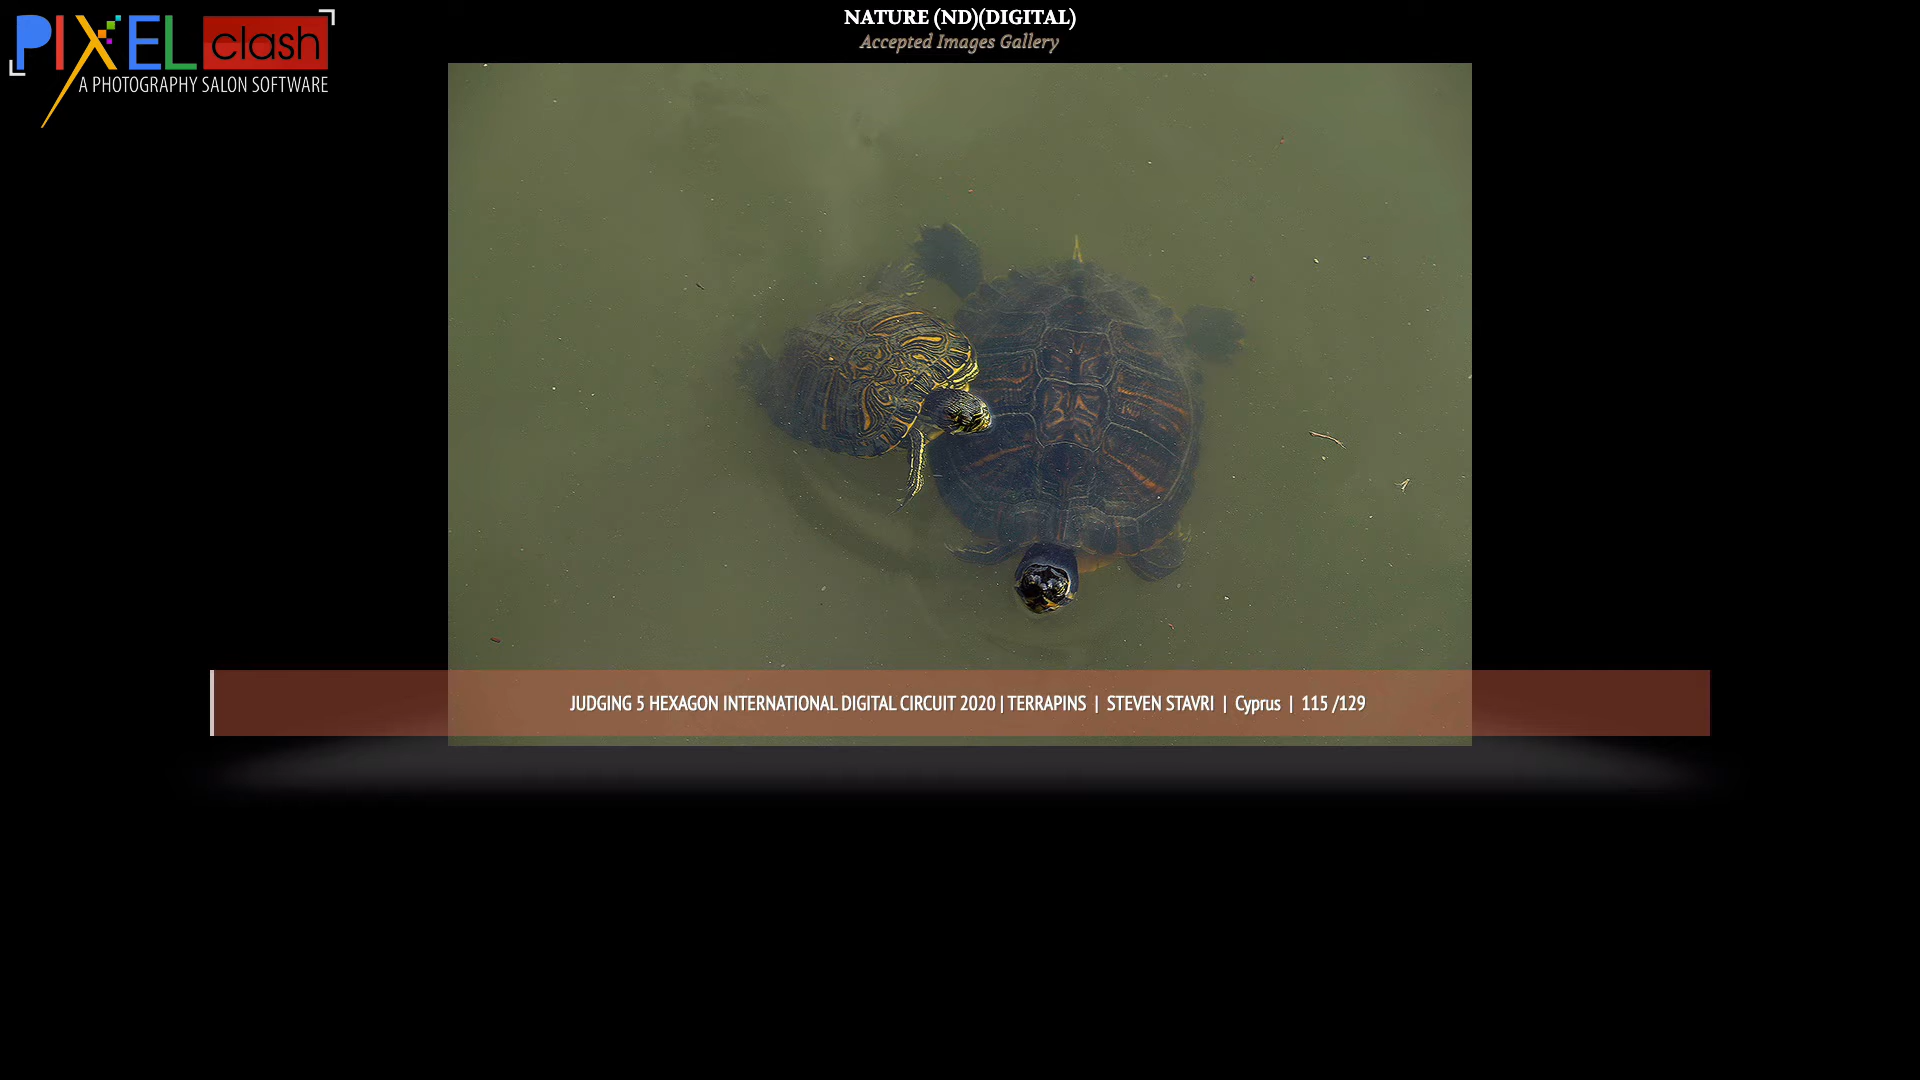 PIXEL clash
A PHOTOGRAPHY SALON SOFTWARE
NATURE (ND)(DIGITAL)
Accepted Images Gallery
JUDGING 5 HEXAGON INTERNATIONAL DIGITAL CIRCUIT 2020 | TERRAPINS | STEVEN STAVRI | Cyprus | 115 /129